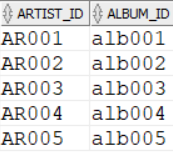 ARTIST_ID ALBUM_ID
AR001 alb001
AR002 alb002
AR003 alb003
AR004 alb004
AR005 alb005